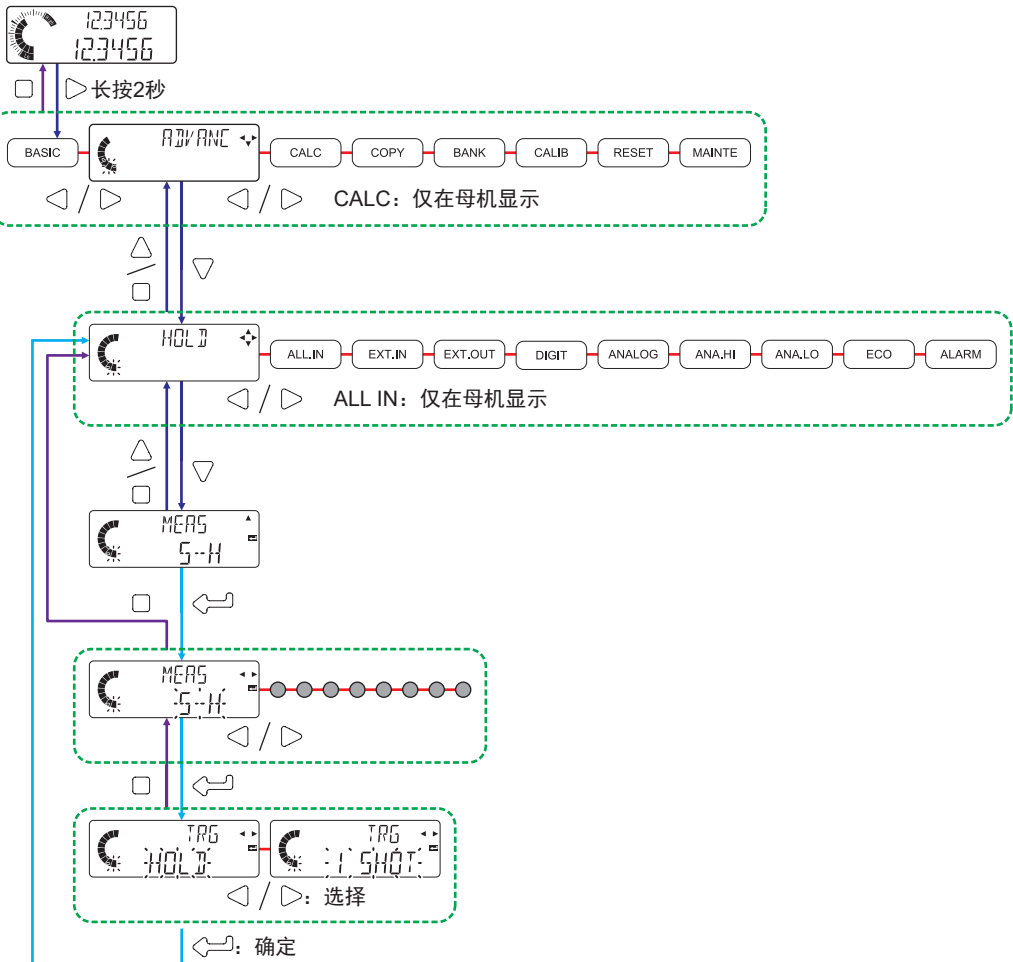 12.3456
12.3456
长按2秒
BASIC ADVANC CALC COPY BANK CALIB RESET MAINTE
CALC：仅在母机显示
HOLD ALL.IN EXT.IN EXT.OUT DIGIT ANALOG ANA.HI ANA.LO ECO ALARM
ALL IN：仅在母机显示
MEAS
S--H
MEAS
S--H
TRG TRG
HOLD 1 SHOT
：选择
：确定